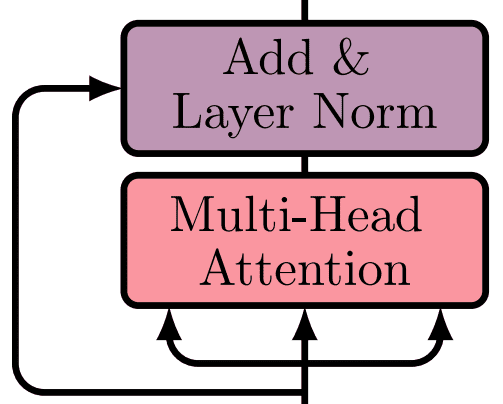 Add &
Layer Norm
Multi-Head
Attention